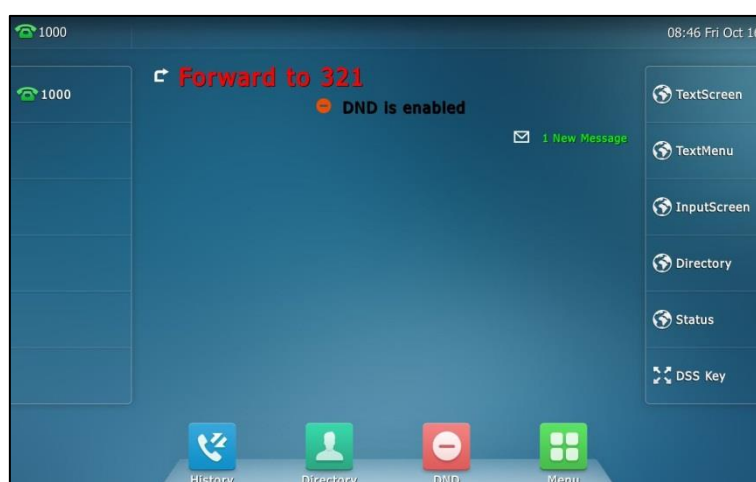 1000
08:46 Fri Oct
1000
Forward to 321
DND is enabled
1 New Message
TextScreen
TextMenu
InputScreen
Directory
Status
DSS Key
History
Directory
DND
Menu